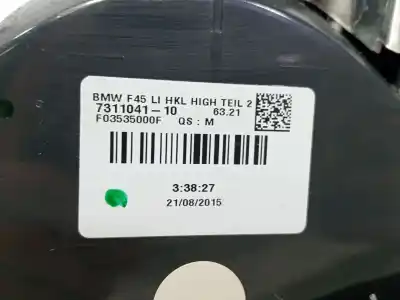 BMW F45 LI HKL HIGH TEIL 2
7311041-10 63.21
F03535000F QS : M
3:38:27
21/08/2015